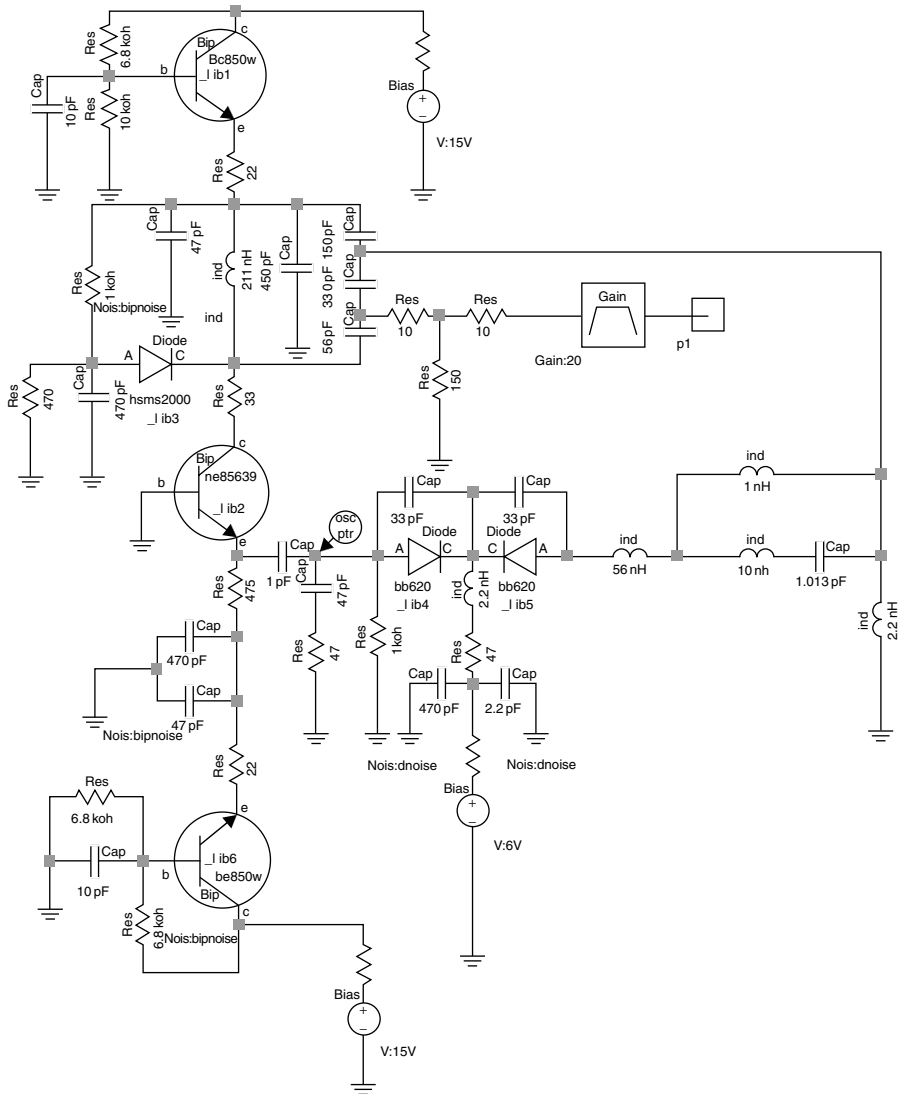 c
Bip
Bc850w
_l ib1
b
e
Res
6.8 koh
Cap
10 pF
Res
10 koh
Bias
+
−
V:15V
Res
22
Cap
47 pF
ind
211 nH
Cap
450 pF
Cap
150 pF
Cap
330 pF
Cap
56 pF
Res
1 koh
Nois:bipnoise
ind
Res
10
Res
10
Gain
Gain:20
p1
Res
150
Diode
A
C
hsms2000
_l ib3
Res
470
Cap
470 pF
Res
33
c
Bip
ne85639
_l ib2
b
e
osc
ptr
Cap
1 pF
Cap
47 pF
Res
47
Cap
33 pF
Cap
33 pF
Diode
A
C
bb620
_l ib4
Diode
C
A
bb620
_l ib5
ind
2.2 nH
ind
56 nH
ind
1 nH
ind
10 nh
Cap
1.013 pF
ind
2.2 nH
Res
475
Res
1koh
Res
47
Cap
470 pF
Cap
47 pF
Nois:bipnoise
Cap
470 pF
Cap
2.2 pF
Nois:dnoise
Nois:dnoise
Bias
+
−
V:6V
Res
22
Res
6.8 koh
Cap
10 pF
b
e
_l ib6
be850w
Bip
c
Res
6.8 koh
Nois:bipnoise
Bias
+
−
V:15V